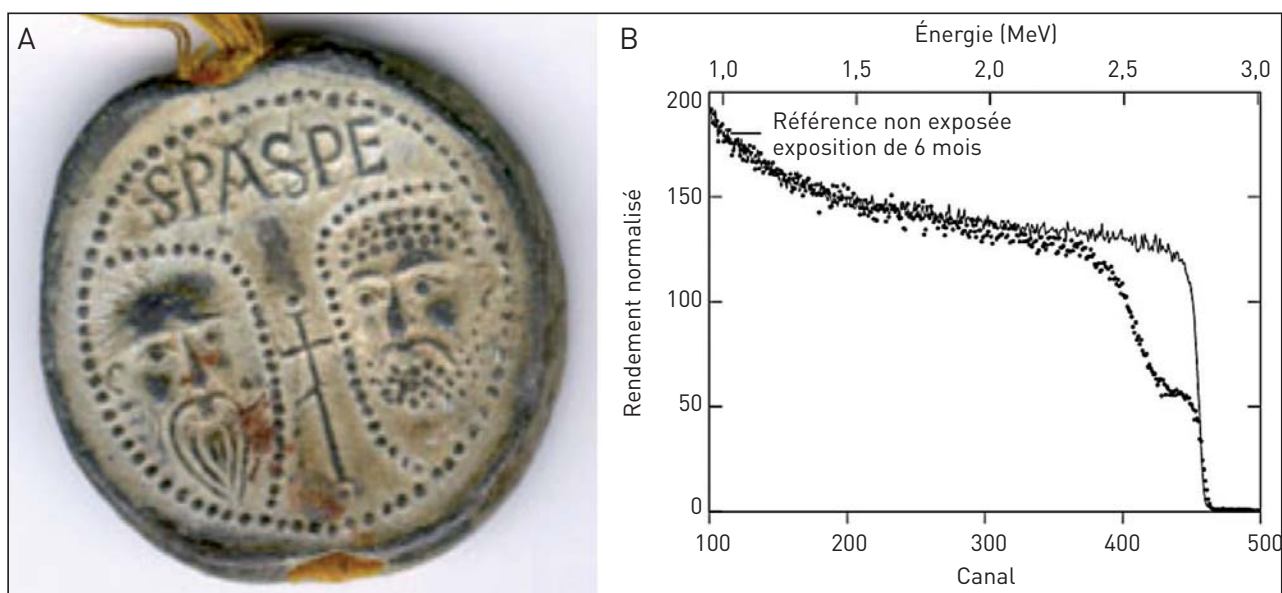 A
SPASPE
B
Énergie (MeV)
1,0 1,5 2,0 2,5 3,0
Rendement normalisé
200
150
100
50
0
Référence non exposée
exposition de 6 mois
100 200 300 400 500
Canal